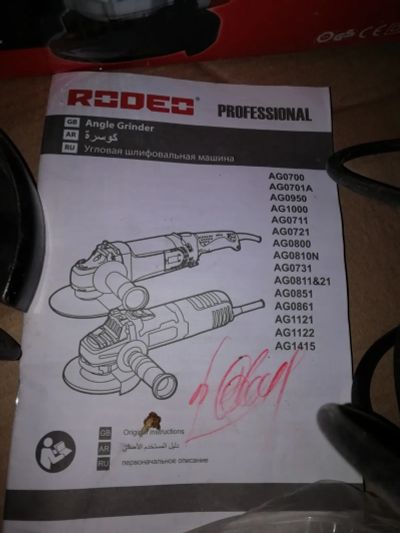 RODEO
PROFESSIONAL
GB Angle Grinder
AR كوسرة
RU Угловая шлифовальная машина
AG0700
AG0701A
AG0950
AG1000
AG0711
AG0721
AG0800
AG0810N
AG0731
AG0811&21
AG0851
AG0861
AG1121
AG1122
AG1415
GB Original instructions
AR دليل المستخدم الأصلي
RU первоначальное описание